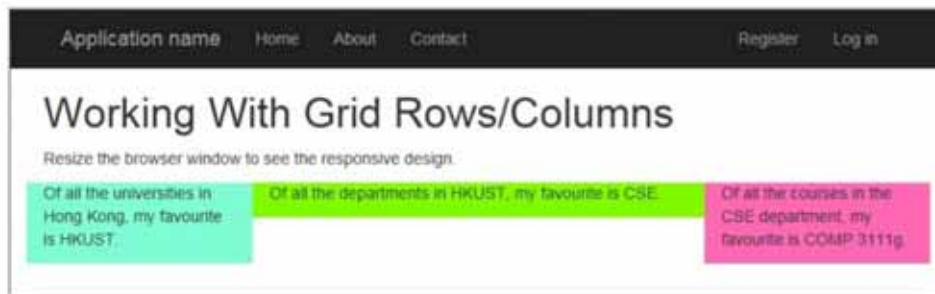 Application name Home About Contact Register Log in
Working With Grid Rows/Columns
Resize the browser window to see the responsive design.
Of all the universities in
Hong Kong, my favourite
is HKUST.
Of all the departments in HKUST, my favourite is CSE.
Of all the courses in the
CSE department, my
favourite is COMP 3111g.